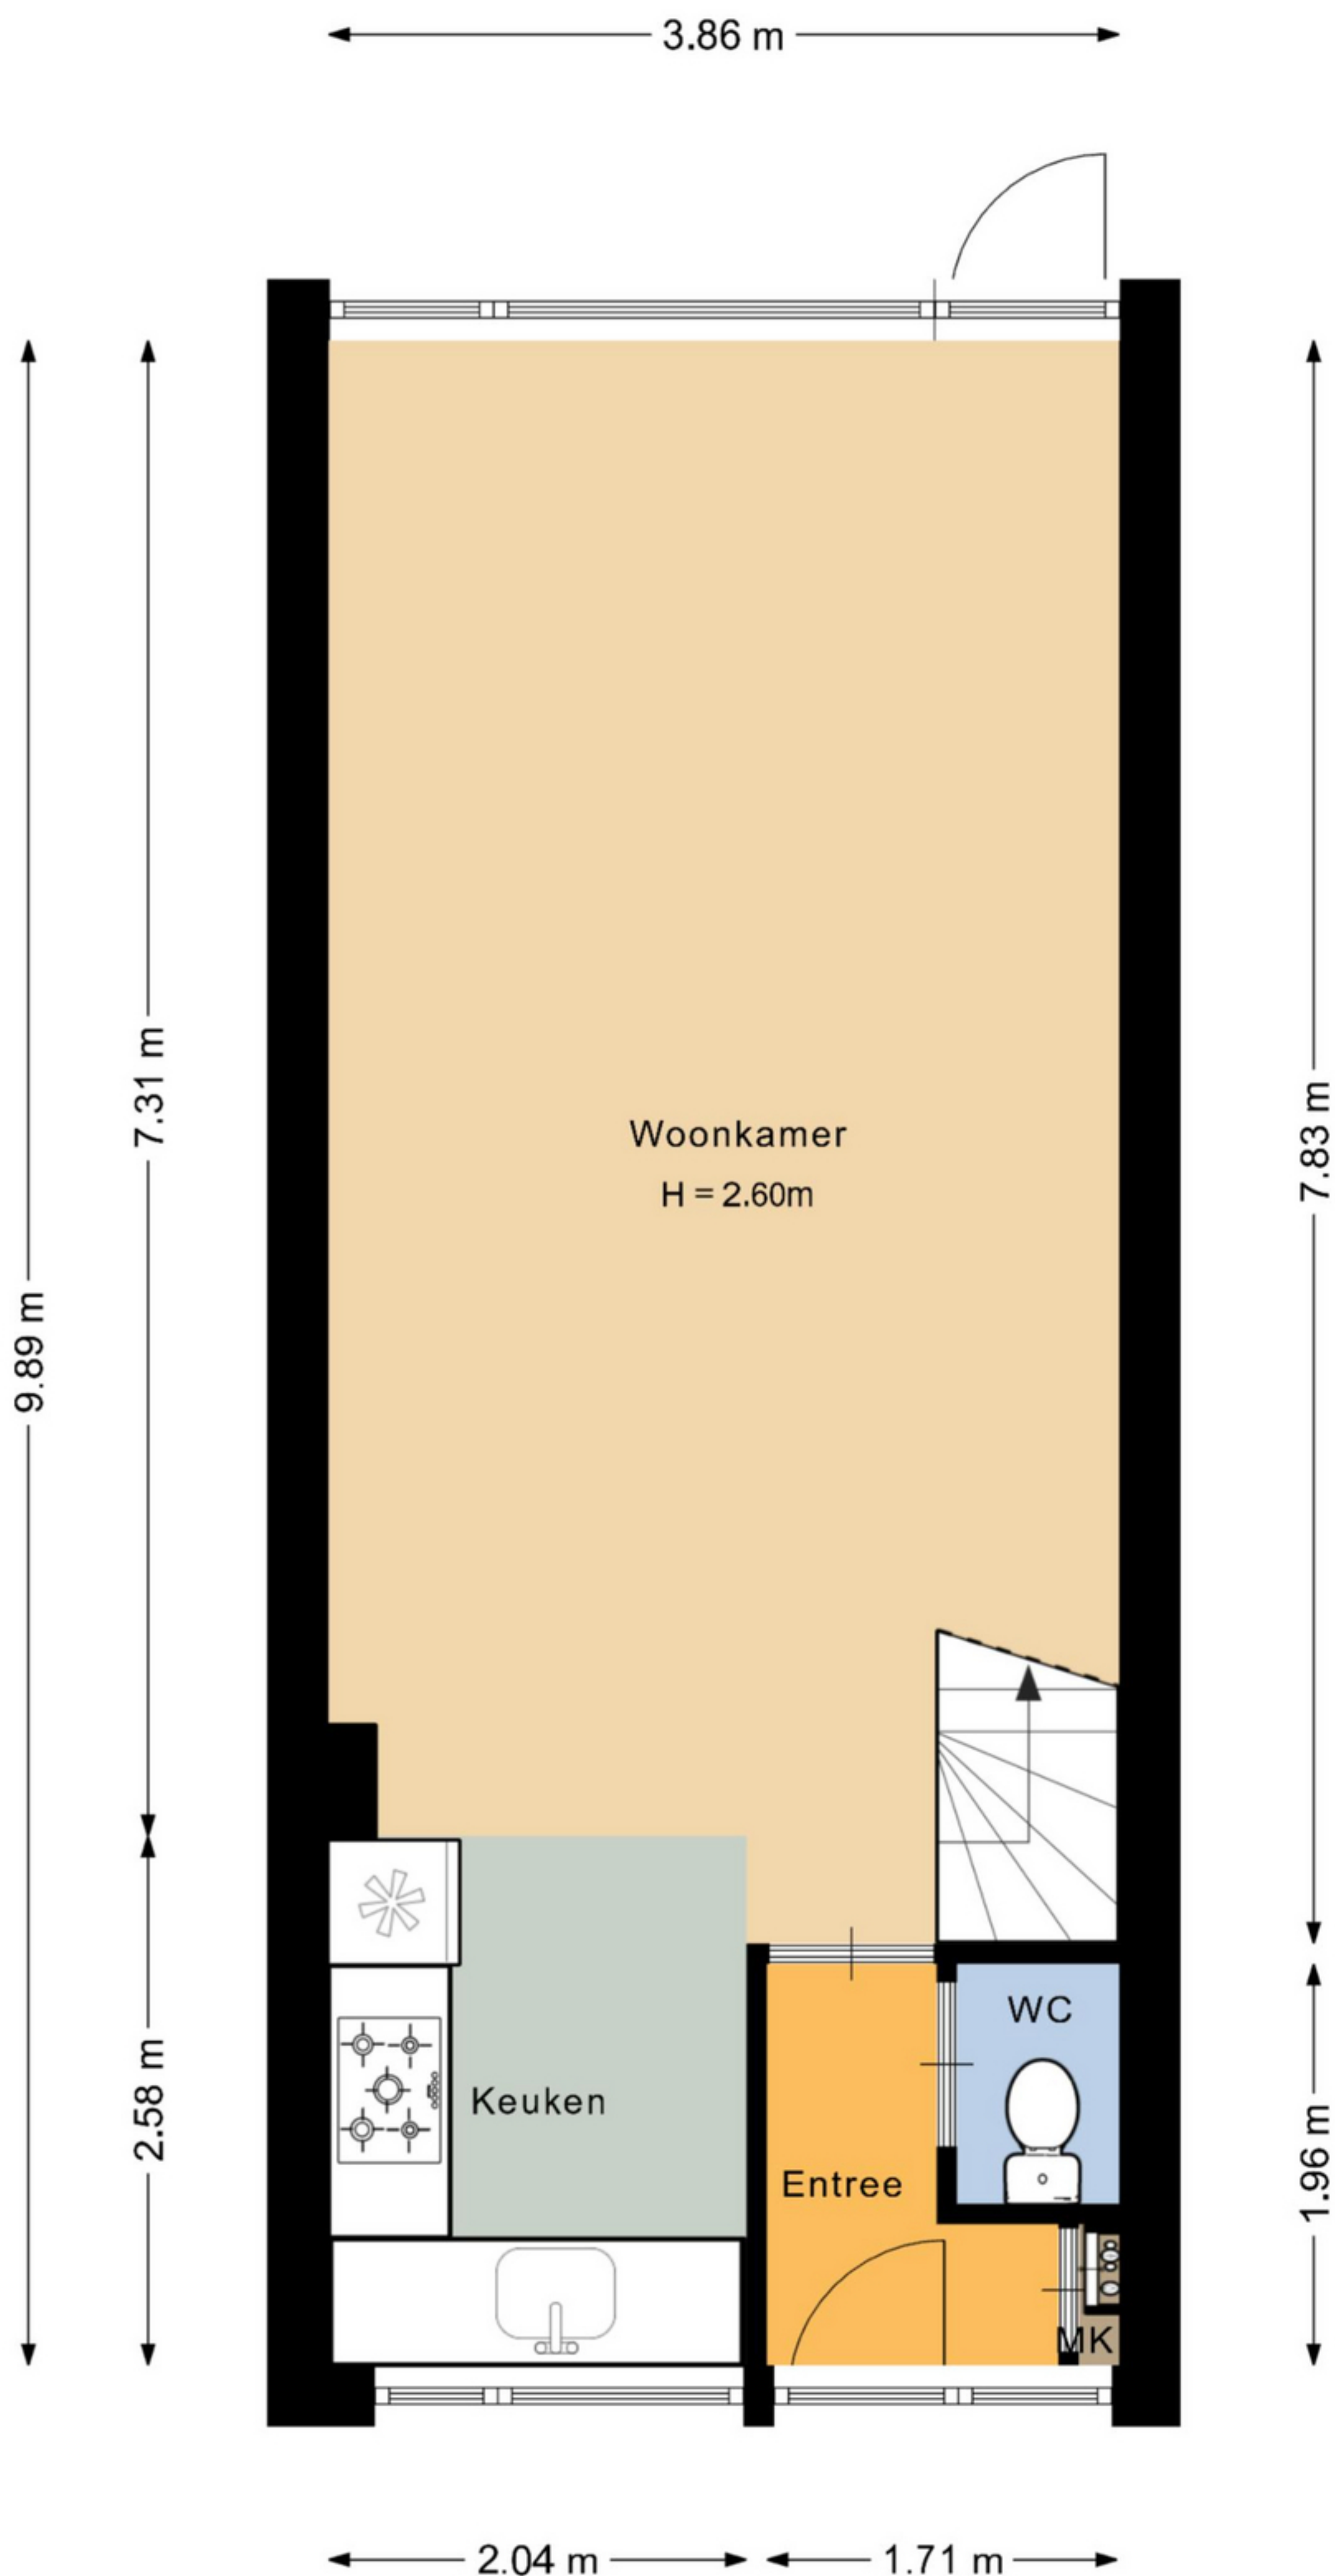 3.86 m
9.89 m
7.31 m
7.83 m
Woonkamer
H = 2.60m
2.58 m
Keuken
WC
Entree
1.96 m
MK
2.04 m
1.71 m